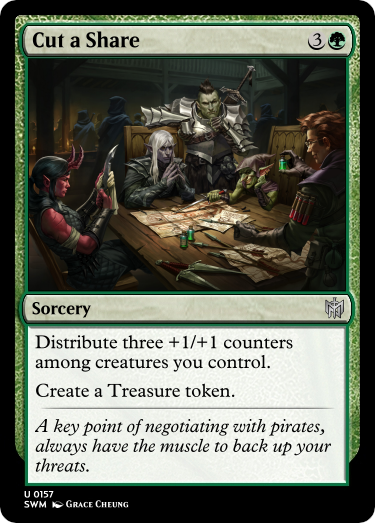 Cut a Share 3
Sorcery
Distribute three +1/+1 counters
among creatures you control.
Create a Treasure token.
A key point of negotiating with pirates,
always have the muscle to back up your
threats.
U 0157
SWM GRACE CHEUNG